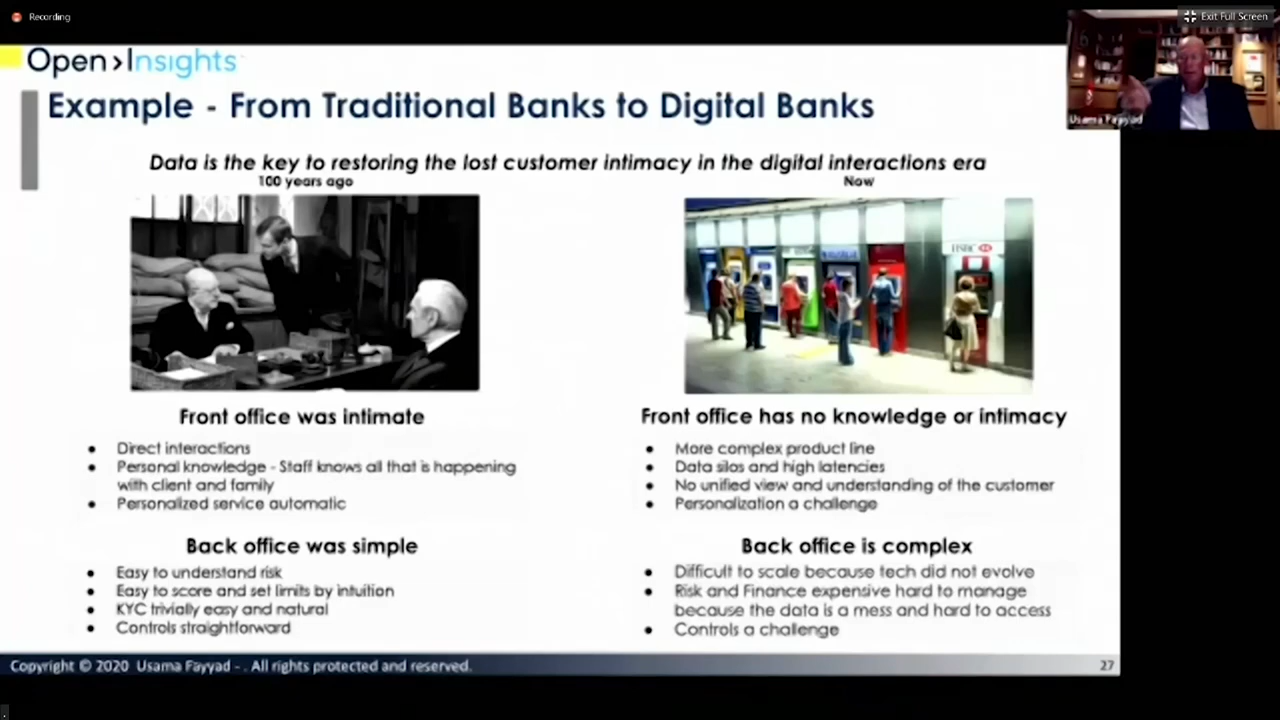 Recording
Exit Full Screen
Usama Fayyad
Open>Insights
Example - From Traditional Banks to Digital Banks
Data is the key to restoring the lost customer intimacy in the digital interactions era
100 years ago
Now
HSBC
Front office was intimate
Direct interactions
Personal knowledge - Staff knows all that is happening
with client and family
Personalized service automatic
Back office was simple
Easy to understand risk
Easy to score and set limits by intuition
KYC trivially easy and natural
Controls straightforward
Front office has no knowledge or intimacy
More complex product line
Data silos and high latencies
No unified view and understanding of the customer
Personalization a challenge
Back office is complex
Difficult to scale because tech did not evolve
Risk and Finance expensive hard to manage
because the data is a mess and hard to access
Controls a challenge
Copyright © 2020 Usama Fayyad - . All rights protected and reserved.
27